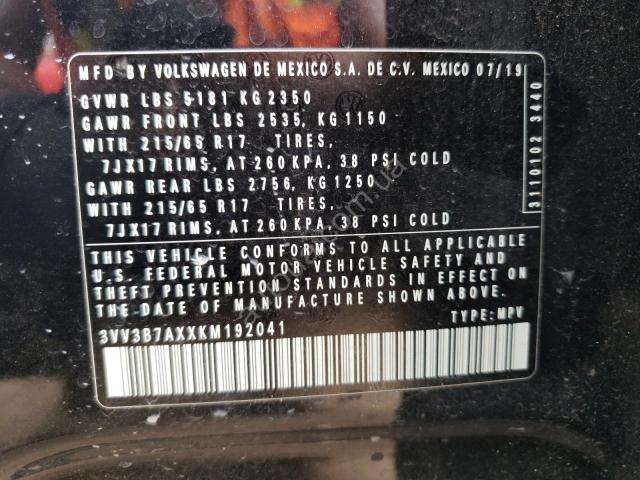 MFD BY VOLKSWAGEN DE MEXICO S.A. DE C.V. MEXICO 07/19
GVWR LBS 5181 KG 2350
GAWR FRONT LBS 2535, KG 1150
WITH 215/65 R17 TIRES,
7JX17 RIMS, AT 260 KPA, 38 PSI COLD
GAWR REAR LBS 2756, KG 1250
WITH 215/65 R17 TIRES,
7JX17 RIMS, AT 260 KPA, 38 PSI COLD
THIS VEHICLE CONFORMS TO ALL APPLICABLE
U.S. FEDERAL MOTOR VEHICLE SAFETY AND
THEFT PREVENTION STANDARDS IN EFFECT ON
THE DATE OF MANUFACTURE SHOWN ABOVE.
3VV3B7AXXKM192041 TYPE: MPV
3110102 3440